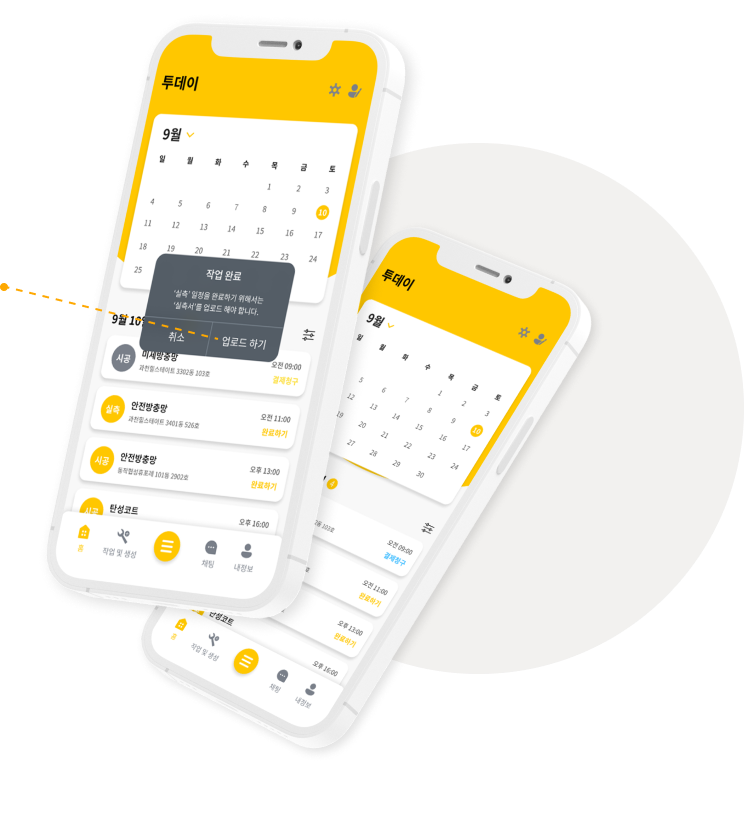 투데이
9월
일 월 화 수 목 금 토
1 2 3
4 5 6 7 8 9 10
11 12 13 14 15 16 17
18 19 20 21 22 23 24
25
작업 완료
'실측' 일정을 완료하기 위해서는
'실측서'를 업로드 해야 합니다.
취소 업로드 하기
9월 10일
시공 미세방충망 오전 09:00
과천힐스테이트 3302동 103호 결제청구
실측 안전방충망 오전 11:00
과천힐스테이트 3401동 526호 완료하기
시공 안전방충망 오후 13:00
동작협성휴포레 101동 2902호 완료하기
시공 탄성코트 오후 16:00
홈 작업 및 생성 채팅 내정보
투데이
9월
일 월 화 수 목 금 토
1 2 3
5 6 7 8 9 10
12 13 14 15 16 17
19 20 21 22 23 24
27 28 29 30
4
103호 오전 09:00
결제청구
오전 11:00
완료하기
오후 13:00
완료하기
탄성코트 오후 16:00
홈 작업 및 생성 채팅 내정보